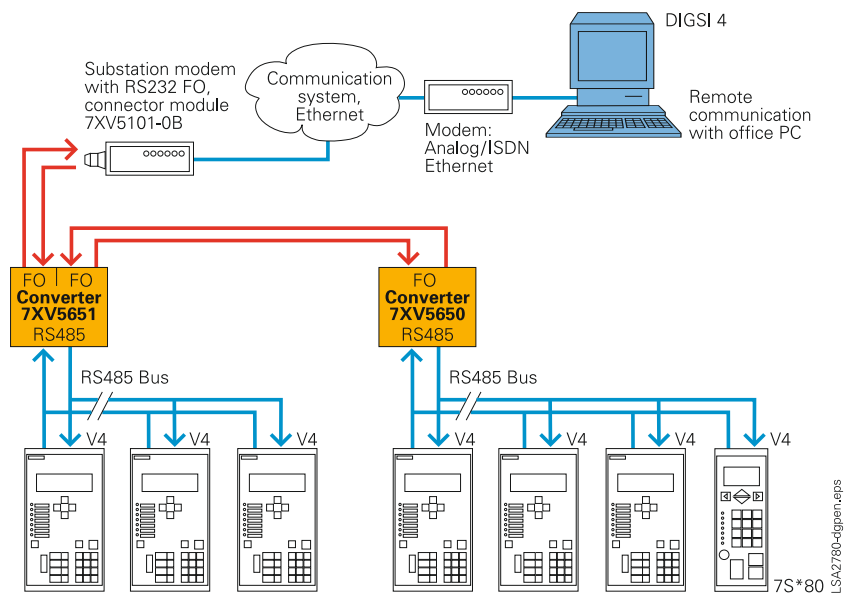 DIGSI 4
Substation modem
with RS232 FO,
connector module
7XV5101-0B
Communication
system,
Ethernet
Modem:
Analog/ISDN
Ethernet
Remote
communication
with office PC
FO FO
Converter
7XV5651
RS485
FO
Converter
7XV5650
RS485
RS485 Bus
RS485 Bus
V4
V4
V4
V4
V4
V4
V4
7S*80
LSA2780-dgpen.eps